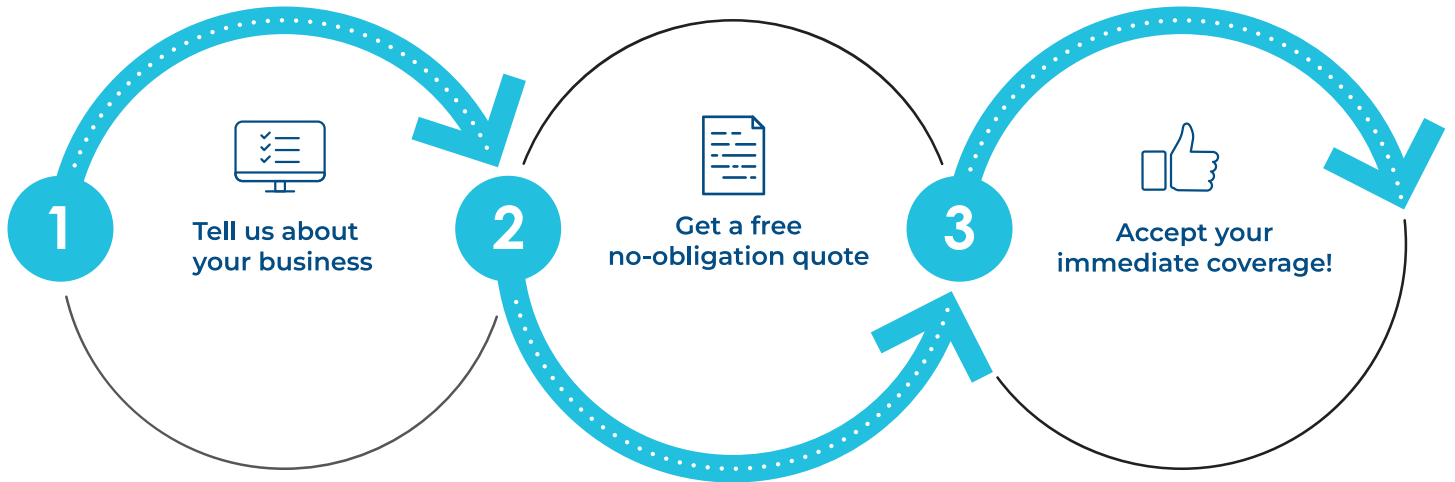 1
Tell us about
your business
2
Get a free
no-obligation quote
3
Accept your
immediate coverage!